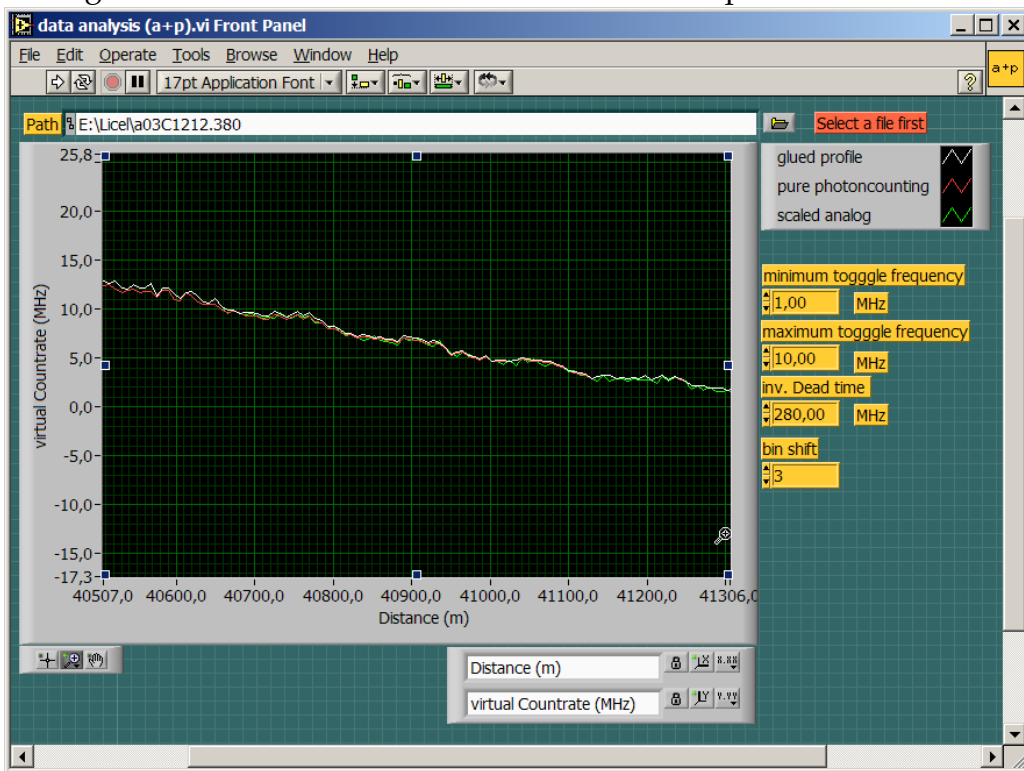 data analysis (a+p).vi Front Panel
File Edit Operate Tools Browse Window Help
17pt Application Font
a+p
Path E:\Licel\a03C1212.380 Select a file first
glued profile
pure photoncounting
scaled analog
25,8
20,0
15,0
10,0
5,0
0,0
-5,0
-10,0
-15,0
-17,3
virtual Countrate (MHz)
40507,0 40600,0 40700,0 40800,0 40900,0 41000,0 41100,0 41200,0 41306,0
Distance (m)
minimum togggle frequency
1,00 MHz
maximum togggle frequency
10,00 MHz
inv. Dead time
280,00 MHz
bin shift
3
Distance (m) X X.XX
virtual Countrate (MHz) Y Y.YY